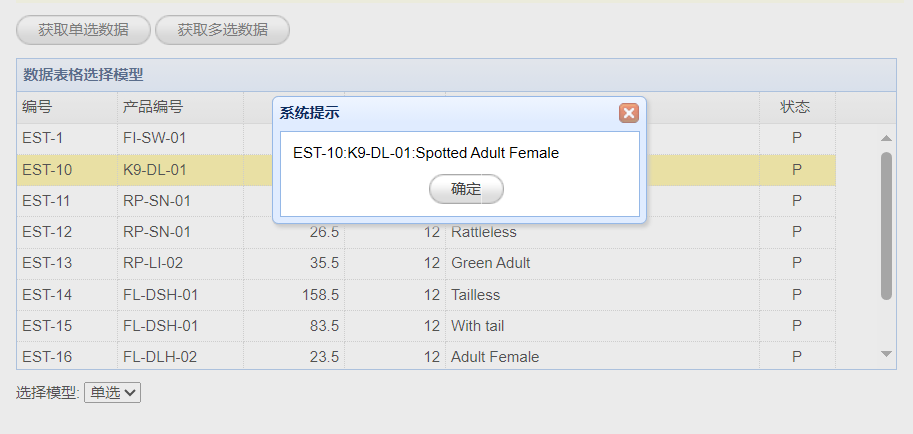 获取单选数据 获取多选数据
数据表格选择模型
编号 产品编号 状态
系统提示
EST-10:K9-DL-01:Spotted Adult Female
确定
EST-1 FI-SW-01 P
EST-10 K9-DL-01 P
EST-11 RP-SN-01 P
EST-12 RP-SN-01 26.5 12 Rattleless P
EST-13 RP-LI-02 35.5 12 Green Adult P
EST-14 FL-DSH-01 158.5 12 Tailless P
EST-15 FL-DSH-01 83.5 12 With tail P
EST-16 FL-DLH-02 23.5 12 Adult Female P
选择模型: 单选